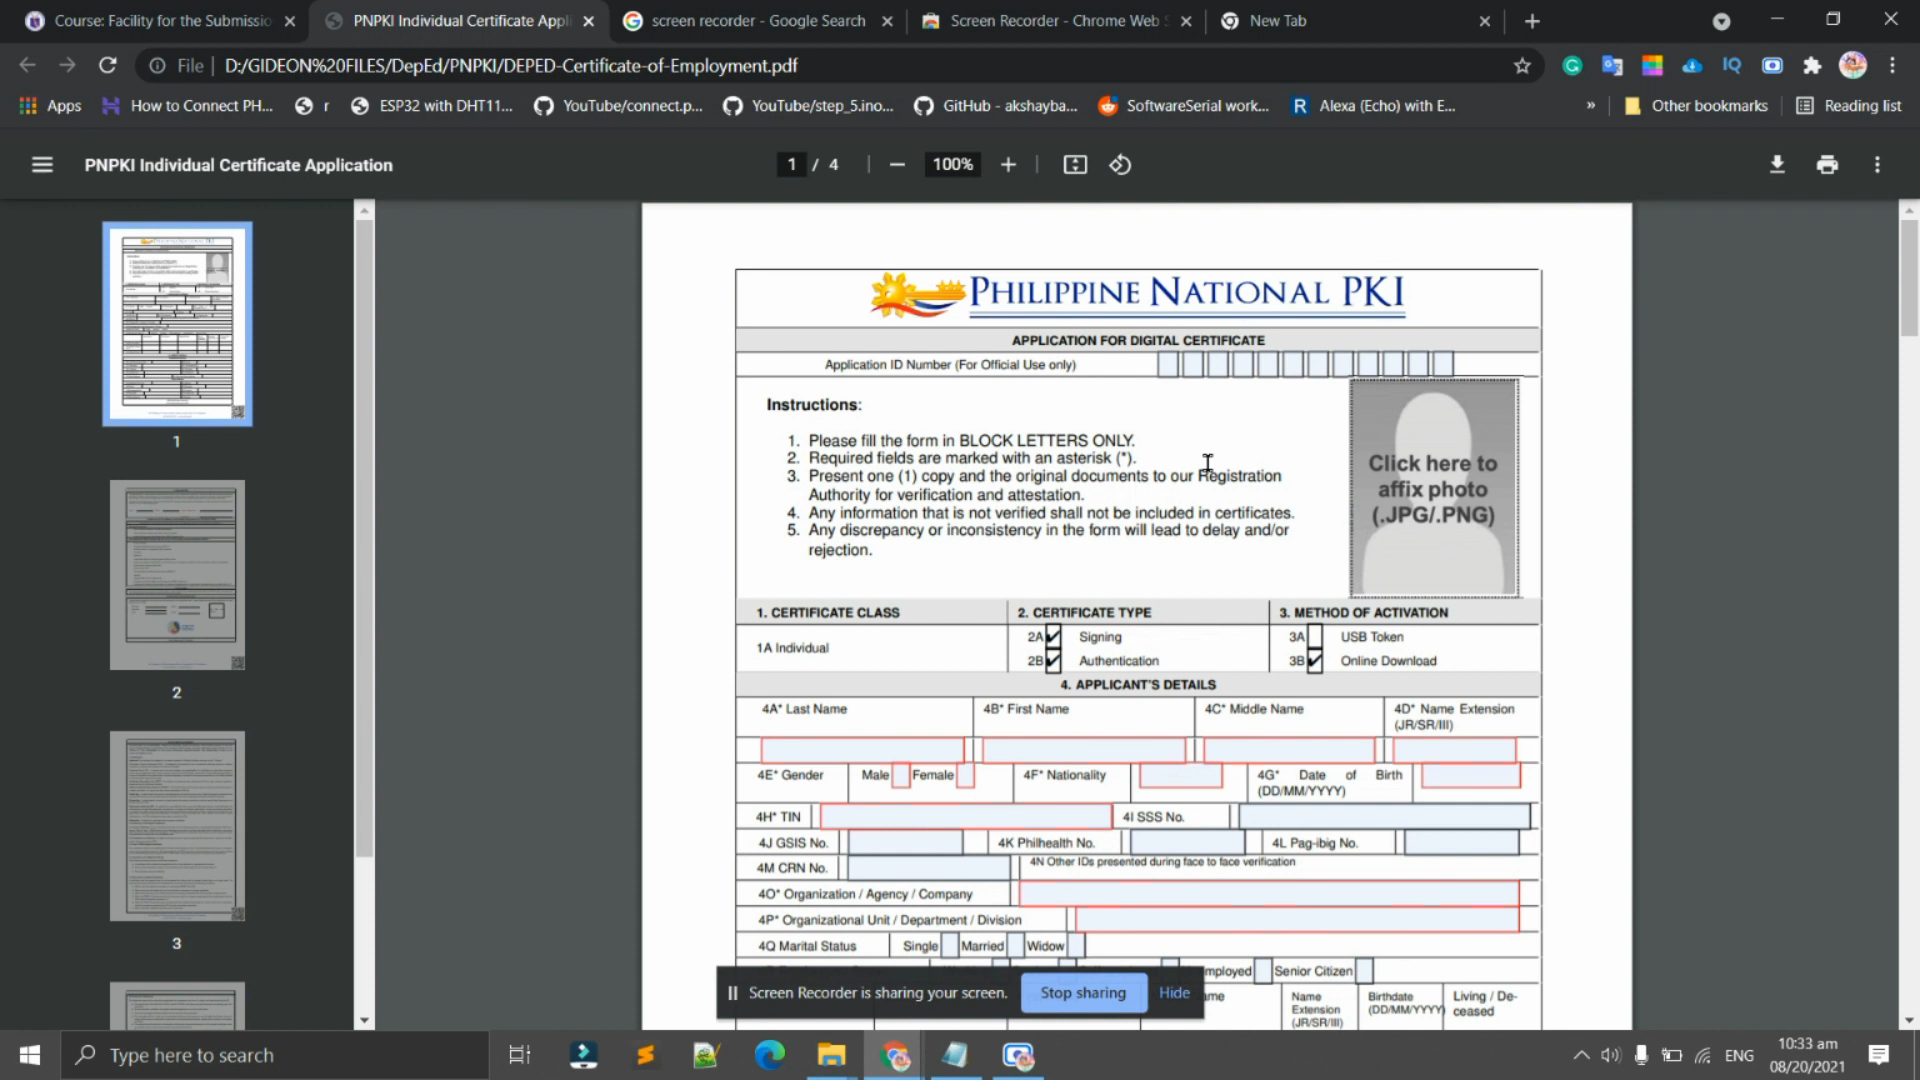 Course: Facility for the Submissio
PNPKI Individual Certificate Appli
screen recorder - Google Search
Screen Recorder - Chrome Web S
New Tab
File
D:/GIDEON%20FILES/DepEd/PNPKI/DEPED-Certificate-of-Employment.pdf
Apps
How to Connect PH...
r
ESP32 with DHT11...
YouTube/connect.p...
YouTube/step_5.ino...
GitHub - akshayba...
SoftwareSerial work...
Alexa (Echo) with E...
»
Other bookmarks
Reading list
PNPKI Individual Certificate Application
1 / 4
100%
1
2
3
PHILIPPINE NATIONAL PKI
APPLICATION FOR DIGITAL CERTIFICATE
Application ID Number (For Official Use only)
Instructions:
1. Please fill the form in BLOCK LETTERS ONLY.
2. Required fields are marked with an asterisk (*).
3. Present one (1) copy and the original documents to our Registration
Authority for verification and attestation.
4. Any information that is not verified shall not be included in certificates.
5. Any discrepancy or inconsistency in the form will lead to delay and/or
rejection.
Click here to
affix photo
(.JPG/.PNG)
1. CERTIFICATE CLASS
2. CERTIFICATE TYPE
3. METHOD OF ACTIVATION
1A Individual
2A Signing
2B Authentication
3A USB Token
3B Online Download
4. APPLICANT'S DETAILS
4A* Last Name
4B* First Name
4C* Middle Name
4D* Name Extension
(JR/SR/III)
4E* Gender
Male
Female
4F* Nationality
4G* Date of Birth
(DD/MM/YYYY)
4H* TIN
4I SSS No.
4J GSIS No.
4K Philhealth No.
4L Pag-ibig No.
4M CRN No.
4N Other IDs presented during face to face verification
4O* Organization / Agency / Company
4P* Organizational Unit / Department / Division
4Q Marital Status
Single
Married
Widow
mployed
Senior Citizen
ame
Name
Extension
(JR/SR/III)
Birthdate
(DD/MM/YYYY)
Living / De-
ceased
Screen Recorder is sharing your screen.
Stop sharing
Hide
Type here to search
ENG
10:33 am
08/20/2021